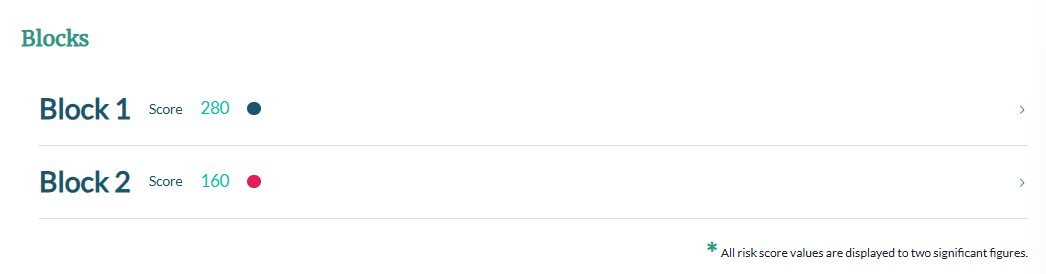 Blocks
Block 1 Score 280
Block 2 Score 160
* All risk score values are displayed to two significant figures.